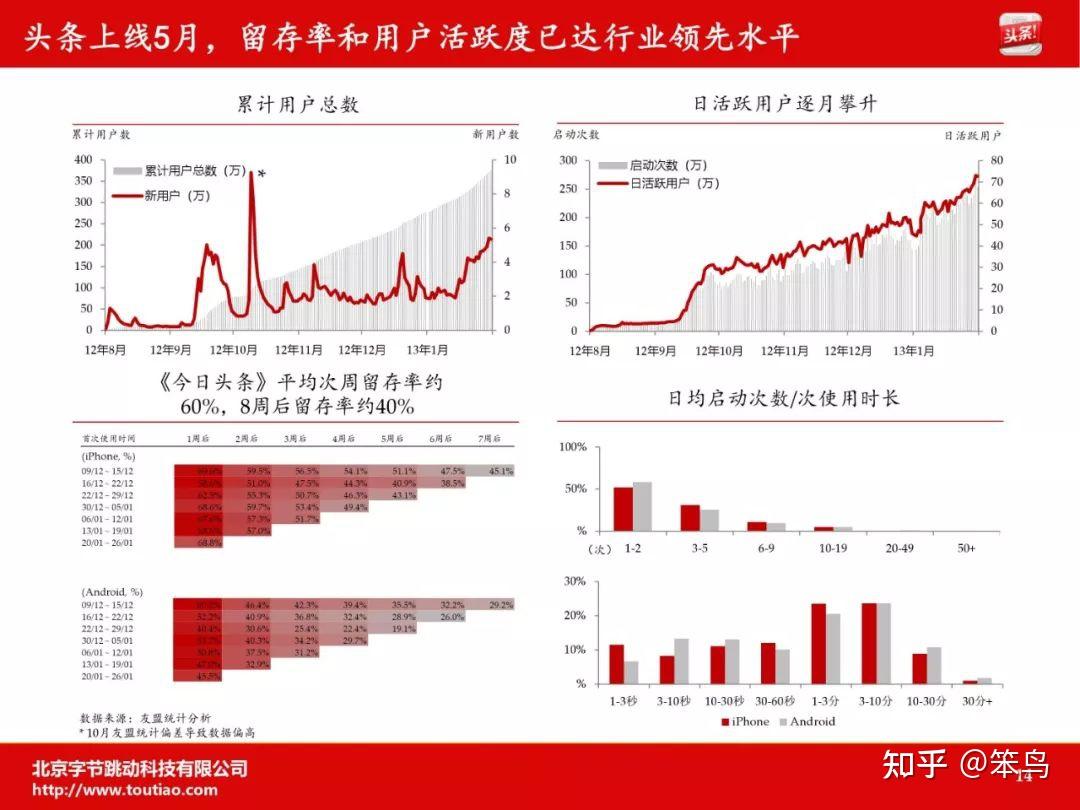 头条上线5月，留存率和用户活跃度已达行业领先水平
头条!
累计用户总数
累计用户数 新用户数
400 10
350
300 8
250
200 6
150 4
100
50 2
0 0
累计用户总数（万） *
新用户（万）
12年8月 12年9月 12年10月 12年11月 12年12月 13年1月
日活跃用户逐月攀升
启动次数 日活跃用户
300 80
250 70
200 60
150 50
100 40
50 30
0 20
10
0
启动次数（万）
日活跃用户（万）
12年8月 12年9月 12年10月 12年11月 12年12月 13年1月
《今日头条》平均次周留存率约
60%，8周后留存率约40%
首次使用时间 1周后 2周后 3周后 4周后 5周后 6周后 7周后
(iPhone, %)
09/12 – 15/12 59.5% 56.5% 54.1% 51.1% 47.5% 45.1%
16/12 – 22/12 58.6% 51.0% 47.5% 44.3% 40.9% 38.5%
22/12 – 29/12 62.5% 55.3% 50.7% 46.3% 43.1%
30/12 – 05/01 68.6% 59.7% 53.4% 49.4%
06/01 – 12/01 57.3% 51.7%
13/01 – 19/01 57.0%
20/01 – 26/01 68.8%
(Android, %)
09/12 – 15/12 46.4% 42.3% 39.4% 35.5% 32.2% 29.2%
16/12 – 22/12 52.2% 40.9% 36.8% 32.4% 28.9% 26.0%
22/12 – 29/12 40.4% 30.6% 25.4% 22.4% 19.1%
30/12 – 05/01 40.3% 34.2% 29.7%
06/01 – 12/01 50.8% 37.5% 31.2%
13/01 – 19/01 47.0% 32.9%
20/01 – 26/01 45.5%
数据来源：友盟统计分析
*10月友盟统计偏差导致数据偏高
日均启动次数/次使用时长
100%
50%
%
（次） 1-2 3-5 6-9 10-19 20-49 50+
30%
20%
10%
%
1-3秒 3-10秒 10-30秒 30-60秒 1-3分 3-10分 10-30分 30分+
iPhone Android
北京字节跳动科技有限公司
http://www.toutiao.com
14
知乎 @笨鸟